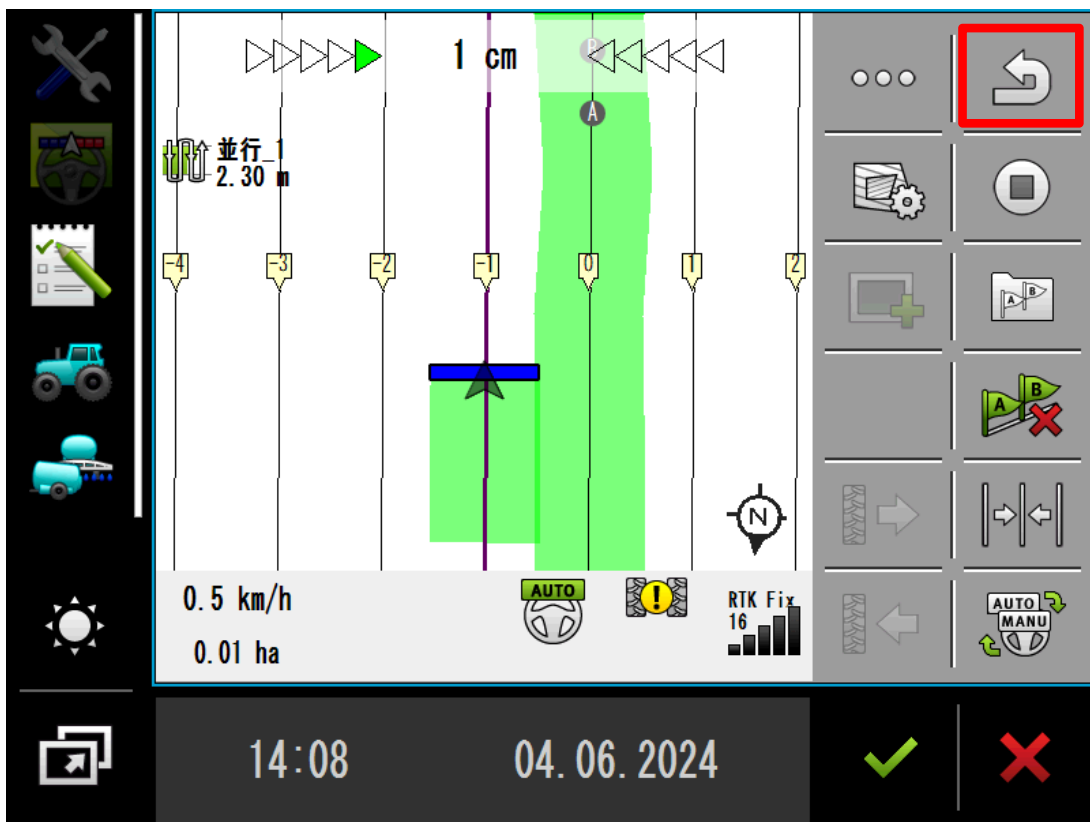 1 cm
B
A
並行_1
2.30 m
-4 -3 -2 -1 0 1 2
N
0.5 km/h
0.01 ha
AUTO
RTK Fix
16
A B
A B
AUTO
MANU
14:08 04.06.2024